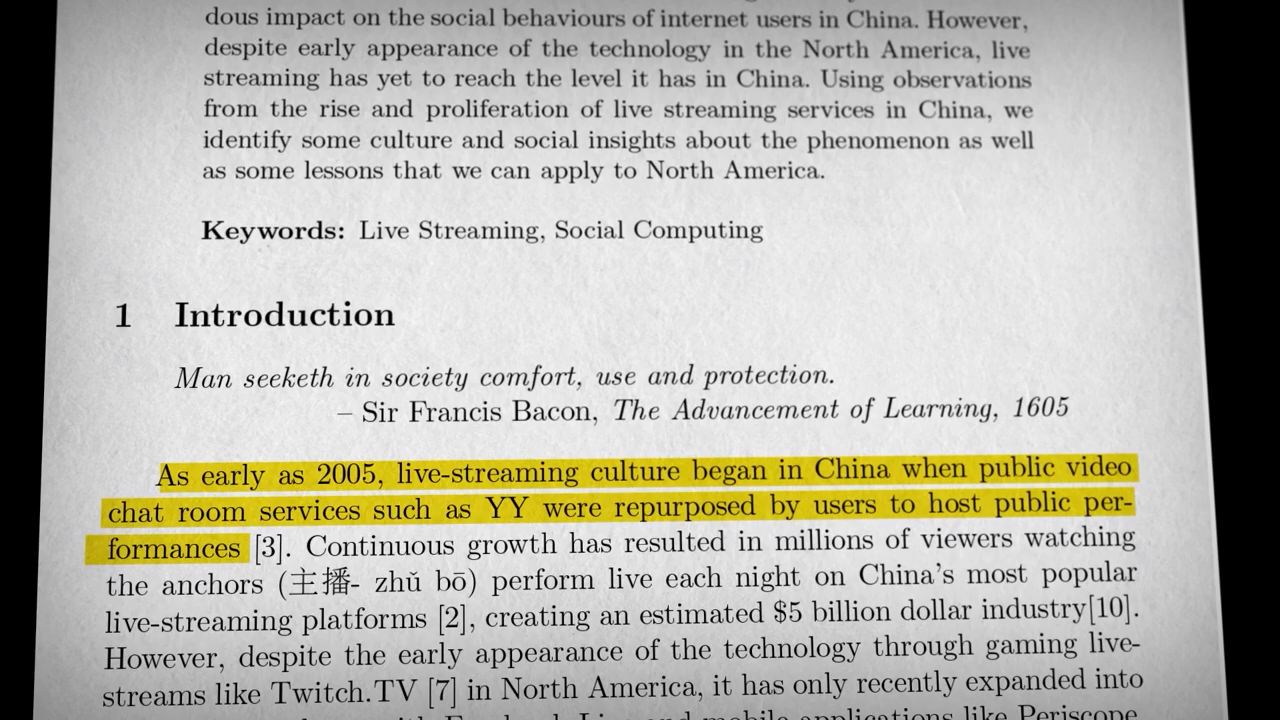 dous impact on the social behaviours of internet users in China. However,
despite early appearance of the technology in the North America, live
streaming has yet to reach the level it has in China. Using observations
from the rise and proliferation of live streaming services in China, we
identify some culture and social insights about the phenomenon as well
as some lessons that we can apply to North America.
Keywords: Live Streaming, Social Computing
1 Introduction
Man seeketh in society comfort, use and protection.
– Sir Francis Bacon, The Advancement of Learning, 1605
As early as 2005, live-streaming culture began in China when public video
chat room services such as YY were repurposed by users to host public per-
formances [3]. Continuous growth has resulted in millions of viewers watching
the anchors (主播- zhǔ bō) perform live each night on China's most popular
live-streaming platforms [2], creating an estimated $5 billion dollar industry[10].
However, despite the early appearance of the technology through gaming live-
streams like Twitch.TV [7] in North America, it has only recently expanded into
mobile applications like Periscope